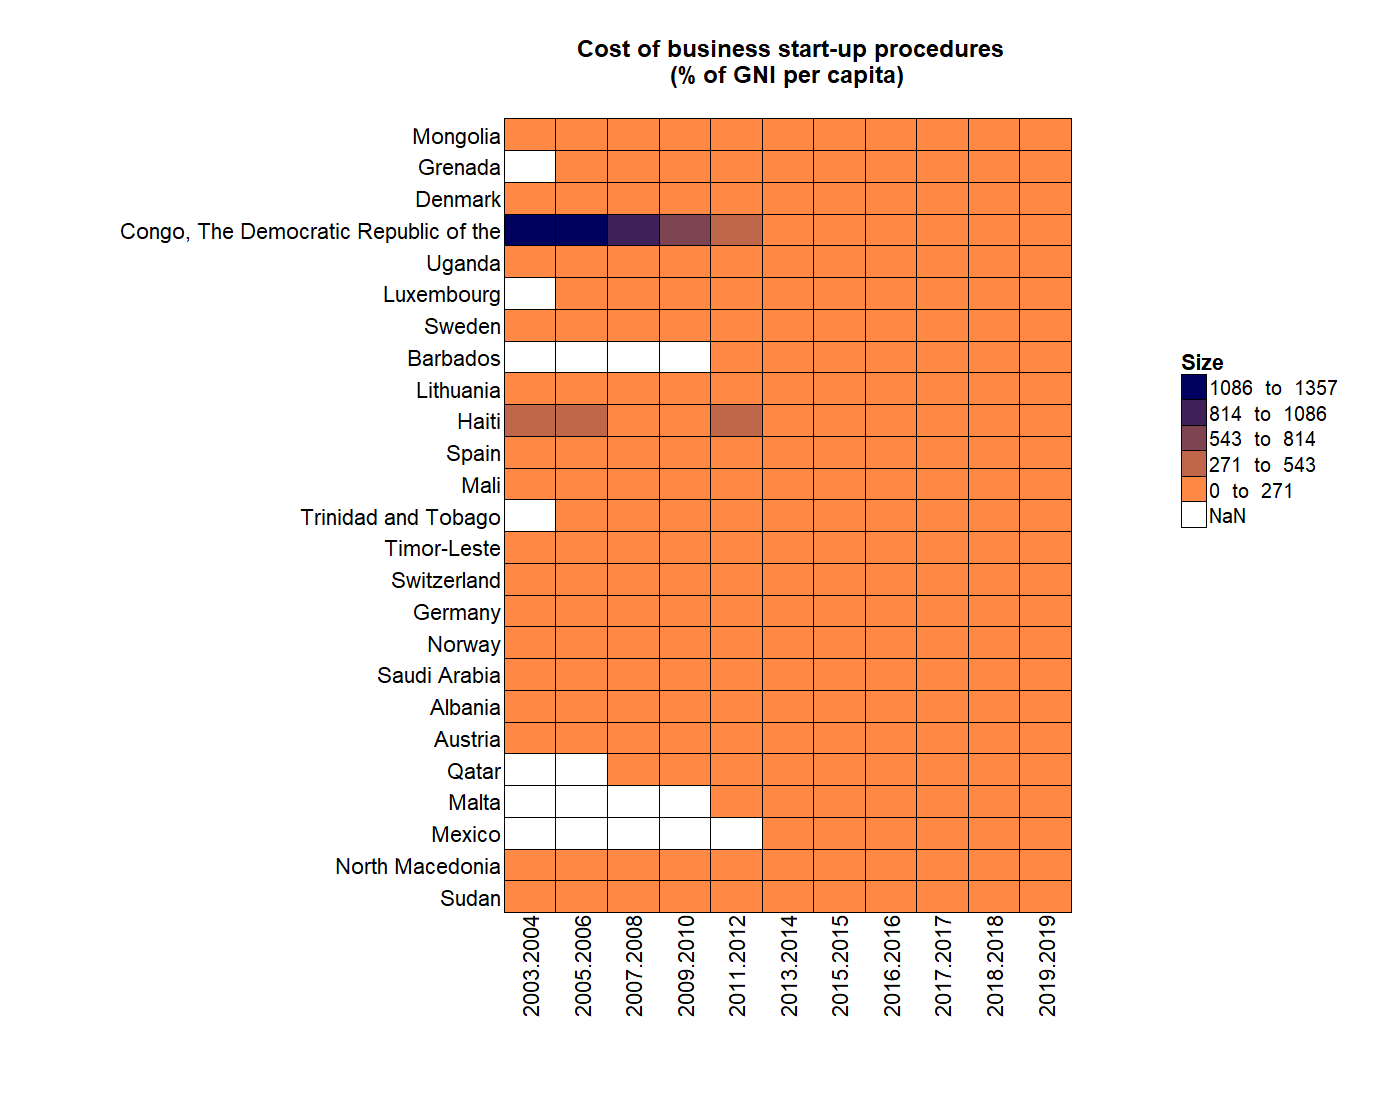 Cost of business start-up procedures
(% of GNI per capita)
Mongolia
Grenada
Denmark
Congo, The Democratic Republic of the
Uganda
Luxembourg
Sweden
Barbados
Lithuania
Haiti
Spain
Mali
Trinidad and Tobago
Timor-Leste
Switzerland
Germany
Norway
Saudi Arabia
Albania
Austria
Qatar
Malta
Mexico
North Macedonia
Sudan
2003.2004
2005.2006
2007.2008
2009.2010
2011.2012
2013.2014
2015.2015
2016.2016
2017.2017
2018.2018
2019.2019
Size
1086 to 1357
814 to 1086
543 to 814
271 to 543
0 to 271
NaN